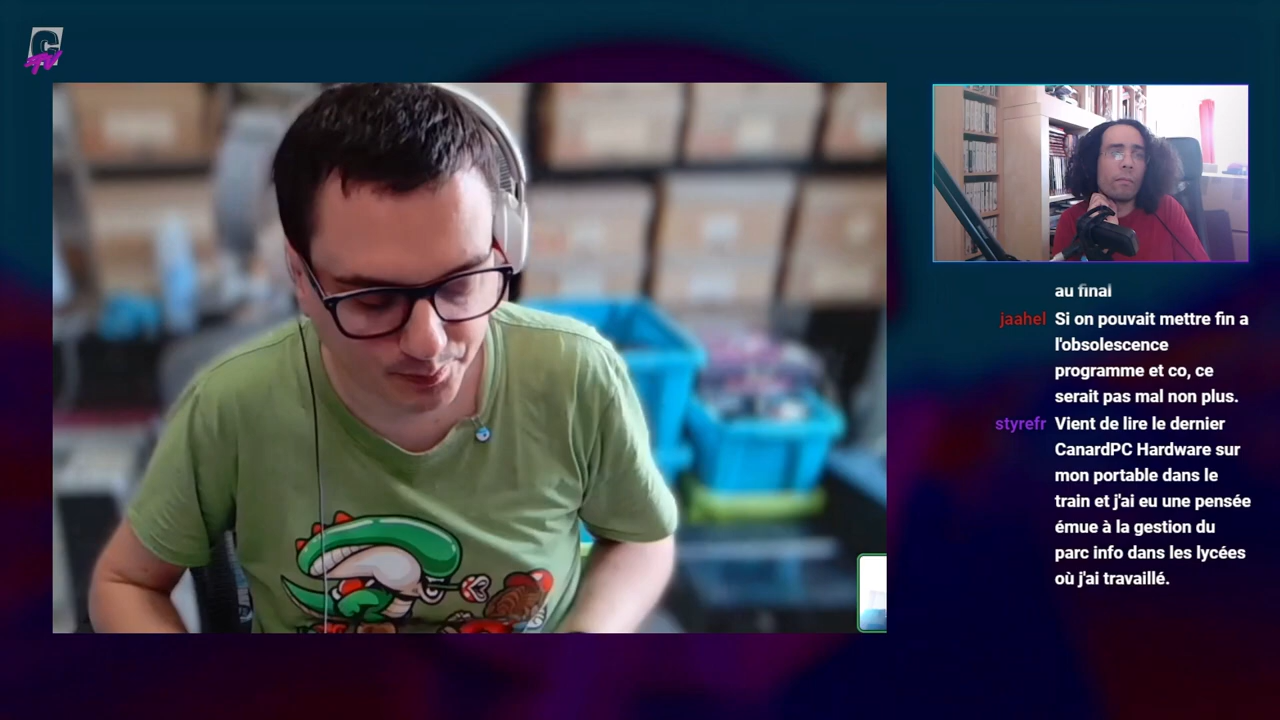 C
au final
jaahel Si on pouvait mettre fin a
l'obsolescence
programme et co, ce
serait pas mal non plus.
styrefr Vient de lire le dernier
CanardPC Hardware sur
mon portable dans le
train et j'ai eu une pensée
émue à la gestion du
parc info dans les lycées
où j'ai travaillé.